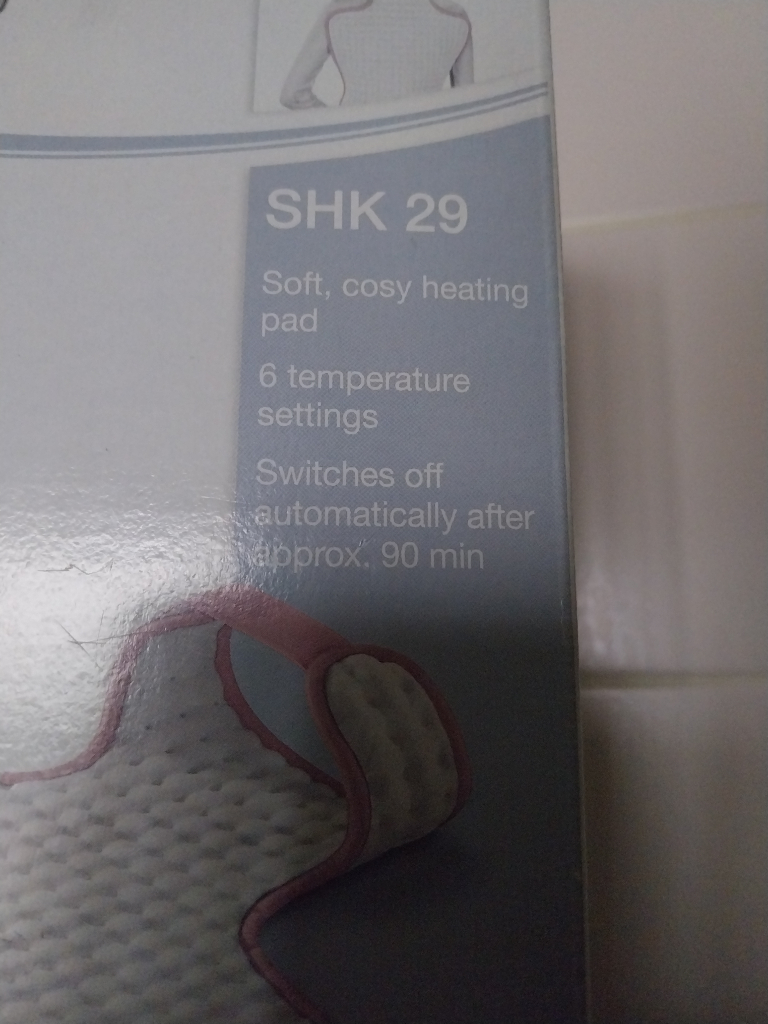 SHK 29
Soft, cosy heating
pad
6 temperature
settings
Switches off
automatically after
approx. 90 min